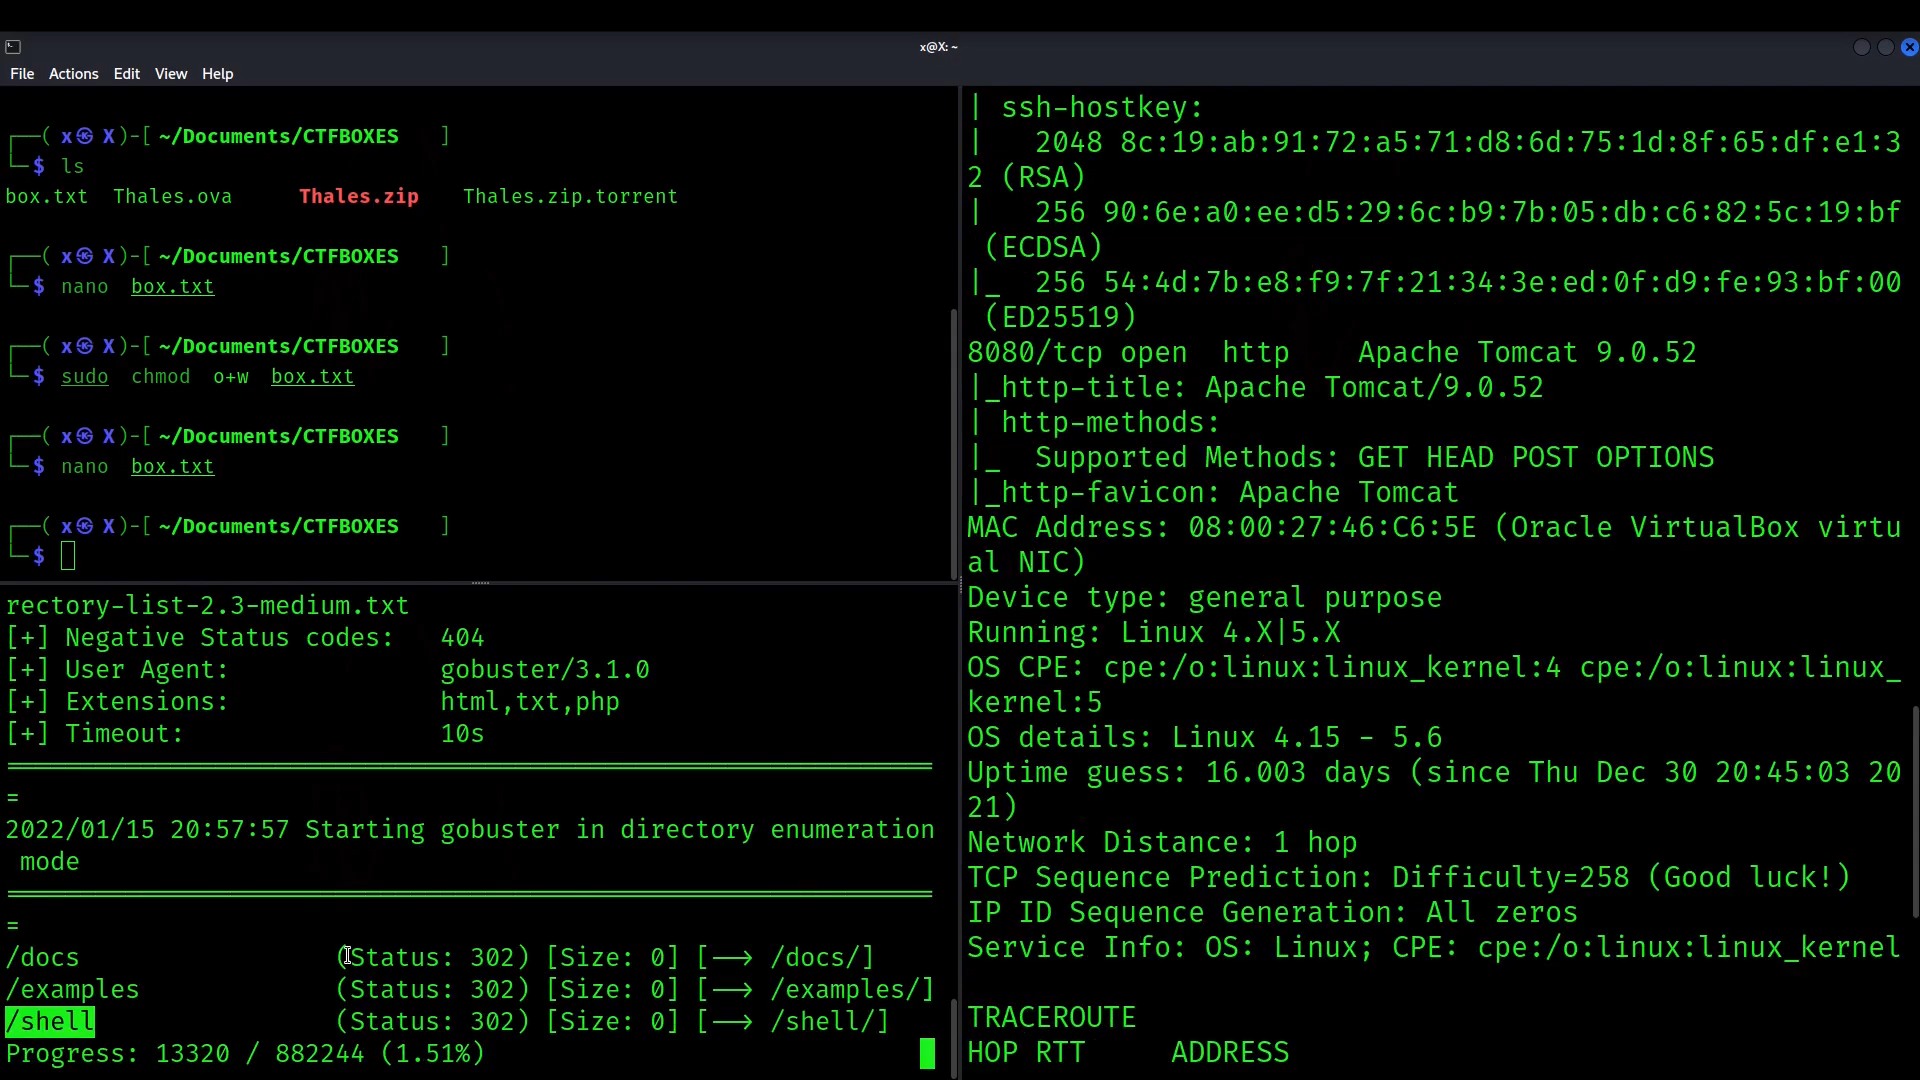 x@X: ~
File Actions Edit View Help
┌──( x㉿ X )-[ ~/Documents/CTFBOXES ]
└─$ ls
box.txt Thales.ova Thales.zip Thales.zip.torrent
┌──( x㉿ X )-[ ~/Documents/CTFBOXES ]
└─$ nano box.txt
┌──( x㉿ X )-[ ~/Documents/CTFBOXES ]
└─$ sudo chmod o+w box.txt
┌──( x㉿ X )-[ ~/Documents/CTFBOXES ]
└─$ nano box.txt
┌──( x㉿ X )-[ ~/Documents/CTFBOXES ]
└─$
rectory-list-2.3-medium.txt
[+] Negative Status codes: 404
[+] User Agent: gobuster/3.1.0
[+] Extensions: html,txt,php
[+] Timeout: 10s
===============================================================
=
2022/01/15 20:57:57 Starting gobuster in directory enumeration
mode
===============================================================
=
/docs (Status: 302) [Size: 0] [--> /docs/]
/examples (Status: 302) [Size: 0] [--> /examples/]
/shell (Status: 302) [Size: 0] [--> /shell/]
Progress: 13320 / 882244 (1.51%)
| ssh-hostkey:
| 2048 8c:19:ab:91:72:a5:71:d8:6d:75:1d:8f:65:df:e1:3
2 (RSA)
| 256 90:6e:a0:ee:d5:29:6c:b9:7b:05:db:c6:82:5c:19:bf
(ECDSA)
|_ 256 54:4d:7b:e8:f9:7f:21:34:3e:ed:0f:d9:fe:93:bf:00
(ED25519)
8080/tcp open http Apache Tomcat 9.0.52
|_http-title: Apache Tomcat/9.0.52
| http-methods:
|_ Supported Methods: GET HEAD POST OPTIONS
|_http-favicon: Apache Tomcat
MAC Address: 08:00:27:46:C6:5E (Oracle VirtualBox virtu
al NIC)
Device type: general purpose
Running: Linux 4.X|5.X
OS CPE: cpe:/o:linux:linux_kernel:4 cpe:/o:linux:linux_
kernel:5
OS details: Linux 4.15 - 5.6
Uptime guess: 16.003 days (since Thu Dec 30 20:45:03 20
21)
Network Distance: 1 hop
TCP Sequence Prediction: Difficulty=258 (Good luck!)
IP ID Sequence Generation: All zeros
Service Info: OS: Linux; CPE: cpe:/o:linux:linux_kernel
TRACEROUTE
HOP RTT ADDRESS